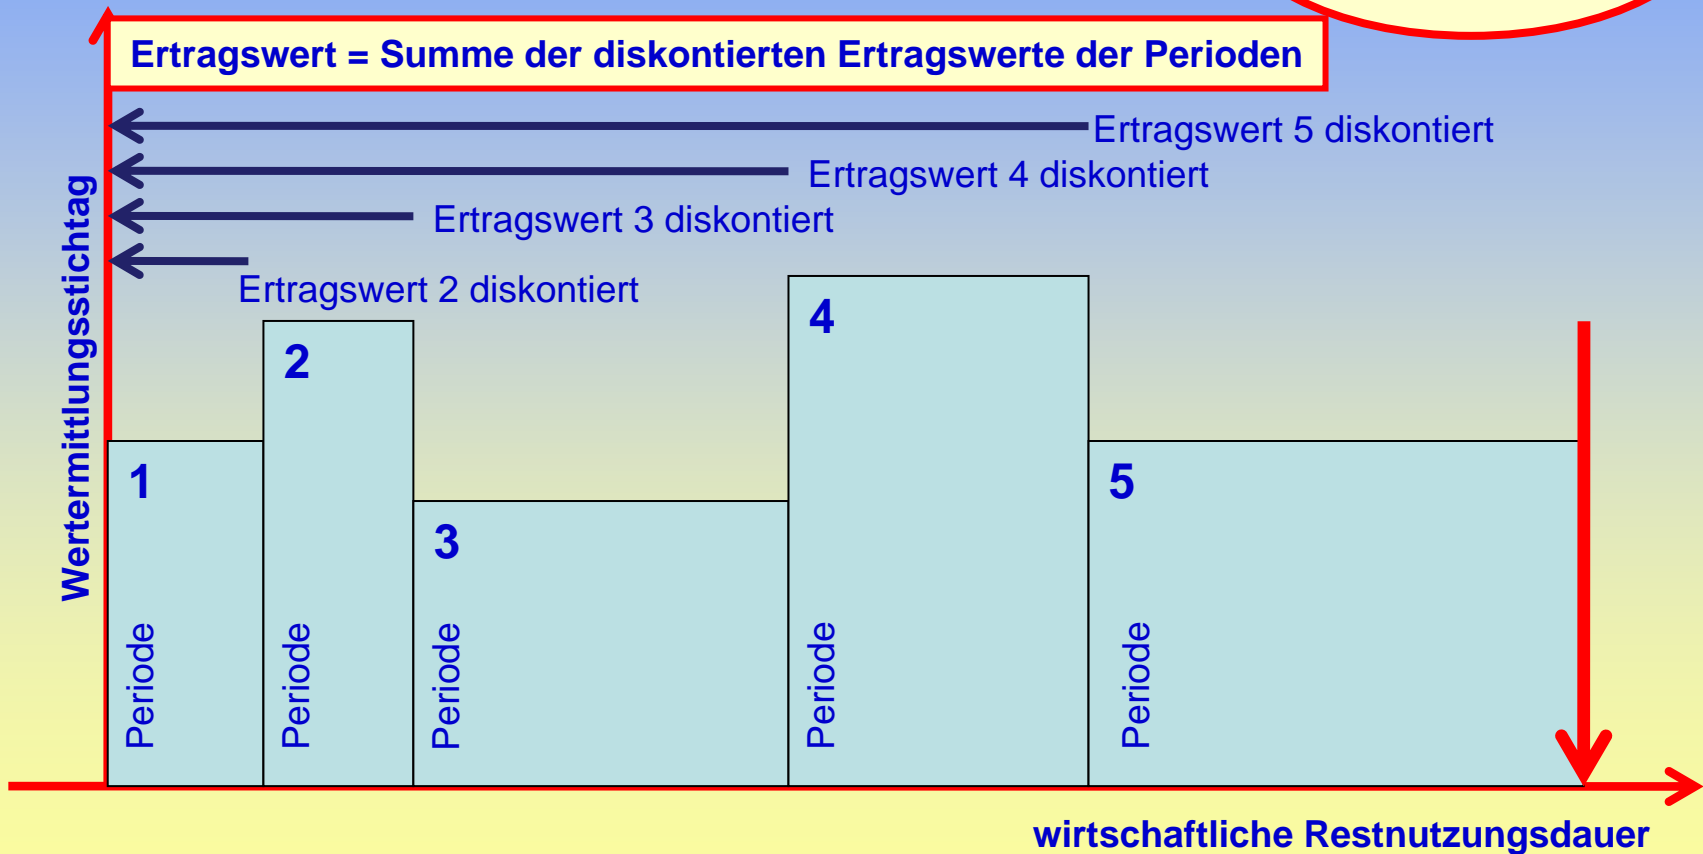 Ertragswert = Summe der diskontierten Ertragswerte der Perioden
Ertragswert 5 diskontiert
Ertragswert 4 diskontiert
Ertragswert 3 diskontiert
Ertragswert 2 diskontiert
Wertermittlungsstichtag
1
Periode
2
Periode
3
Periode
4
Periode
5
Periode
wirtschaftliche Restnutzungsdauer